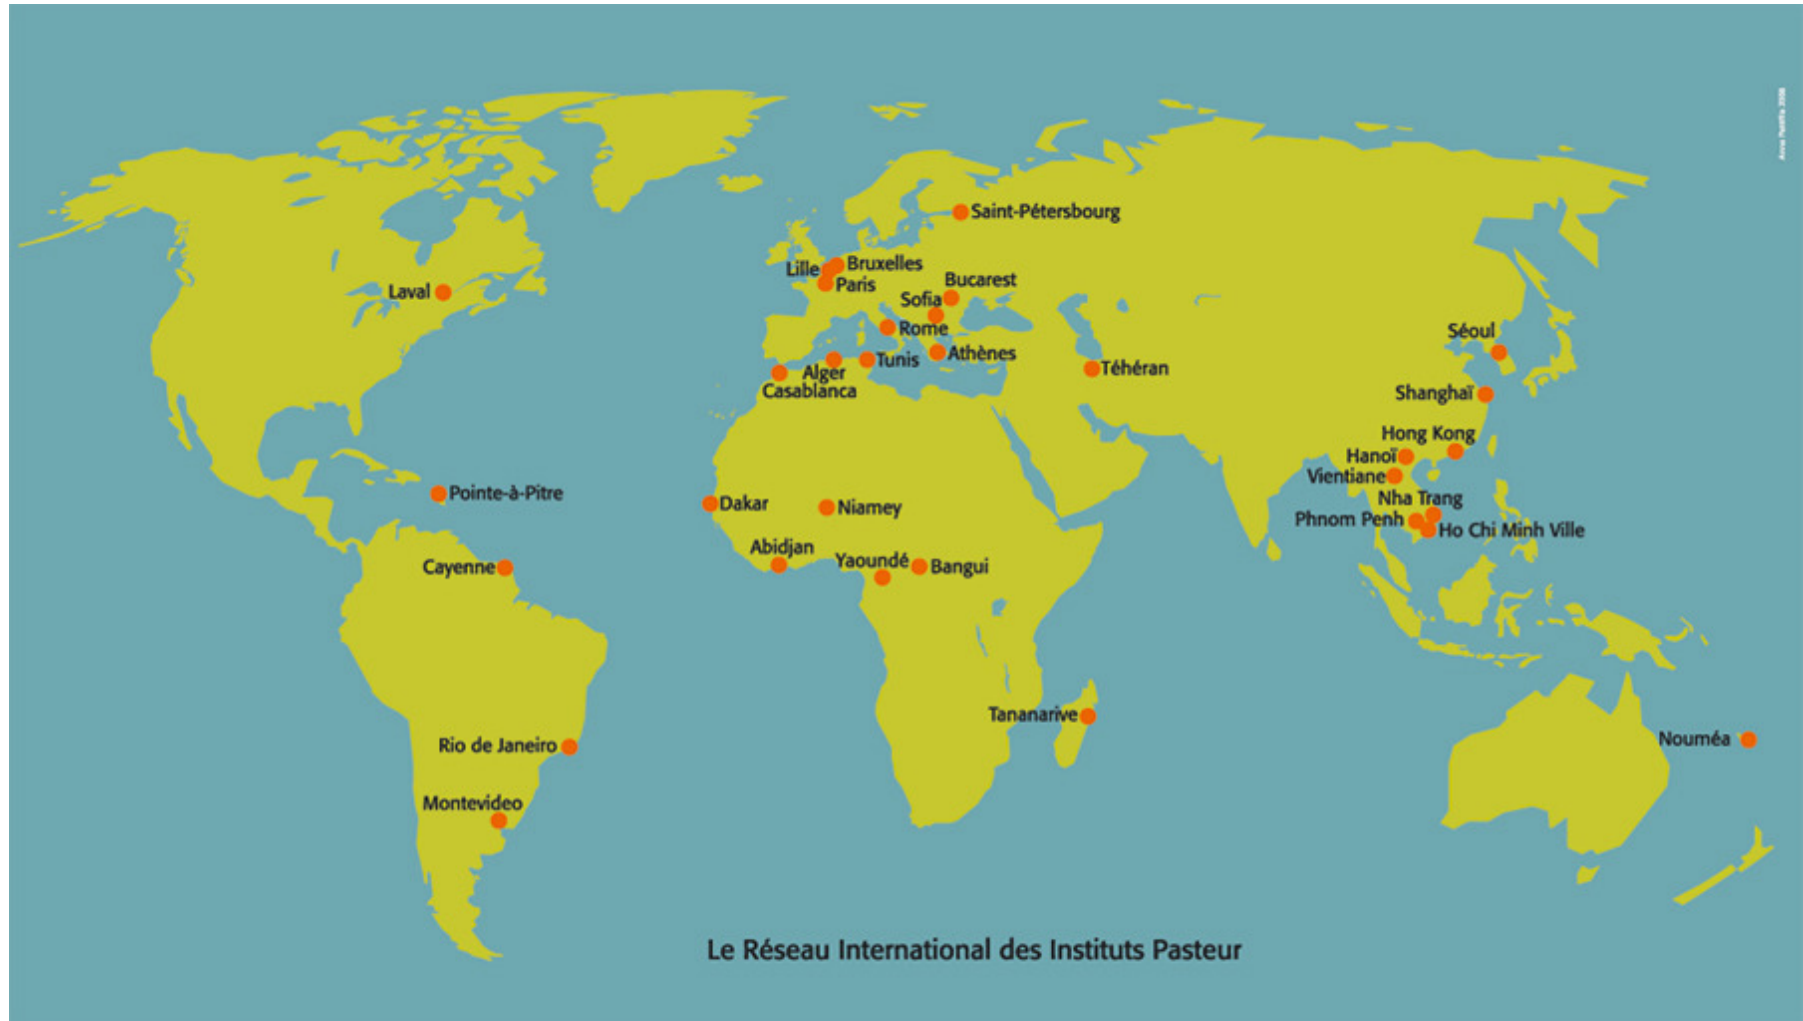 Saint-Pétersbourg
Lille
Bruxelles
Paris
Bucarest
Sofia
Laval
Rome
Séoul
Athènes
Tunis
Alger
Téhéran
Casablanca
Shanghaï
Hong Kong
Hanoï
Vientiane
Pointe-à-Pitre
Nha Trang
Dakar
Niamey
Phnom Penh
Ho Chi Minh Ville
Abidjan
Yaoundé
Bangui
Cayenne
Tananarive
Nouméa
Rio de Janeiro
Montevideo
Le Réseau International des Instituts Pasteur